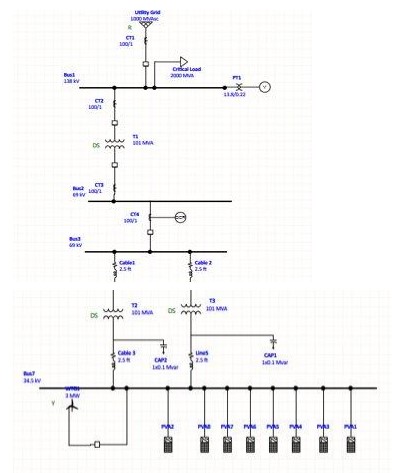 Utility Grid
1000 MVAsc
R
CT1
100/1
Critical Load
2000 MVA
Bus1
138 kV
PT1
13.8/0.22
CT2
100/1
T1
101 MVA
DS
CT3
100/1
Bus2
69 kV
CT4
100/1
Bus3
69 kV
Cable1
2.5 ft
Cable 2
2.5 ft
T2
101 MVA
DS
T3
101 MVA
DS
Cable 3
2.5 ft
CAP2
1x0.1 Mvar
Line5
2.5 ft
CAP1
1x0.1 Mvar
Bus7
34.5 kV
3 MW
Y
PVA2
PVA8
PVA7
PVA6
PVA5
PVA4
PVA3
PVA1